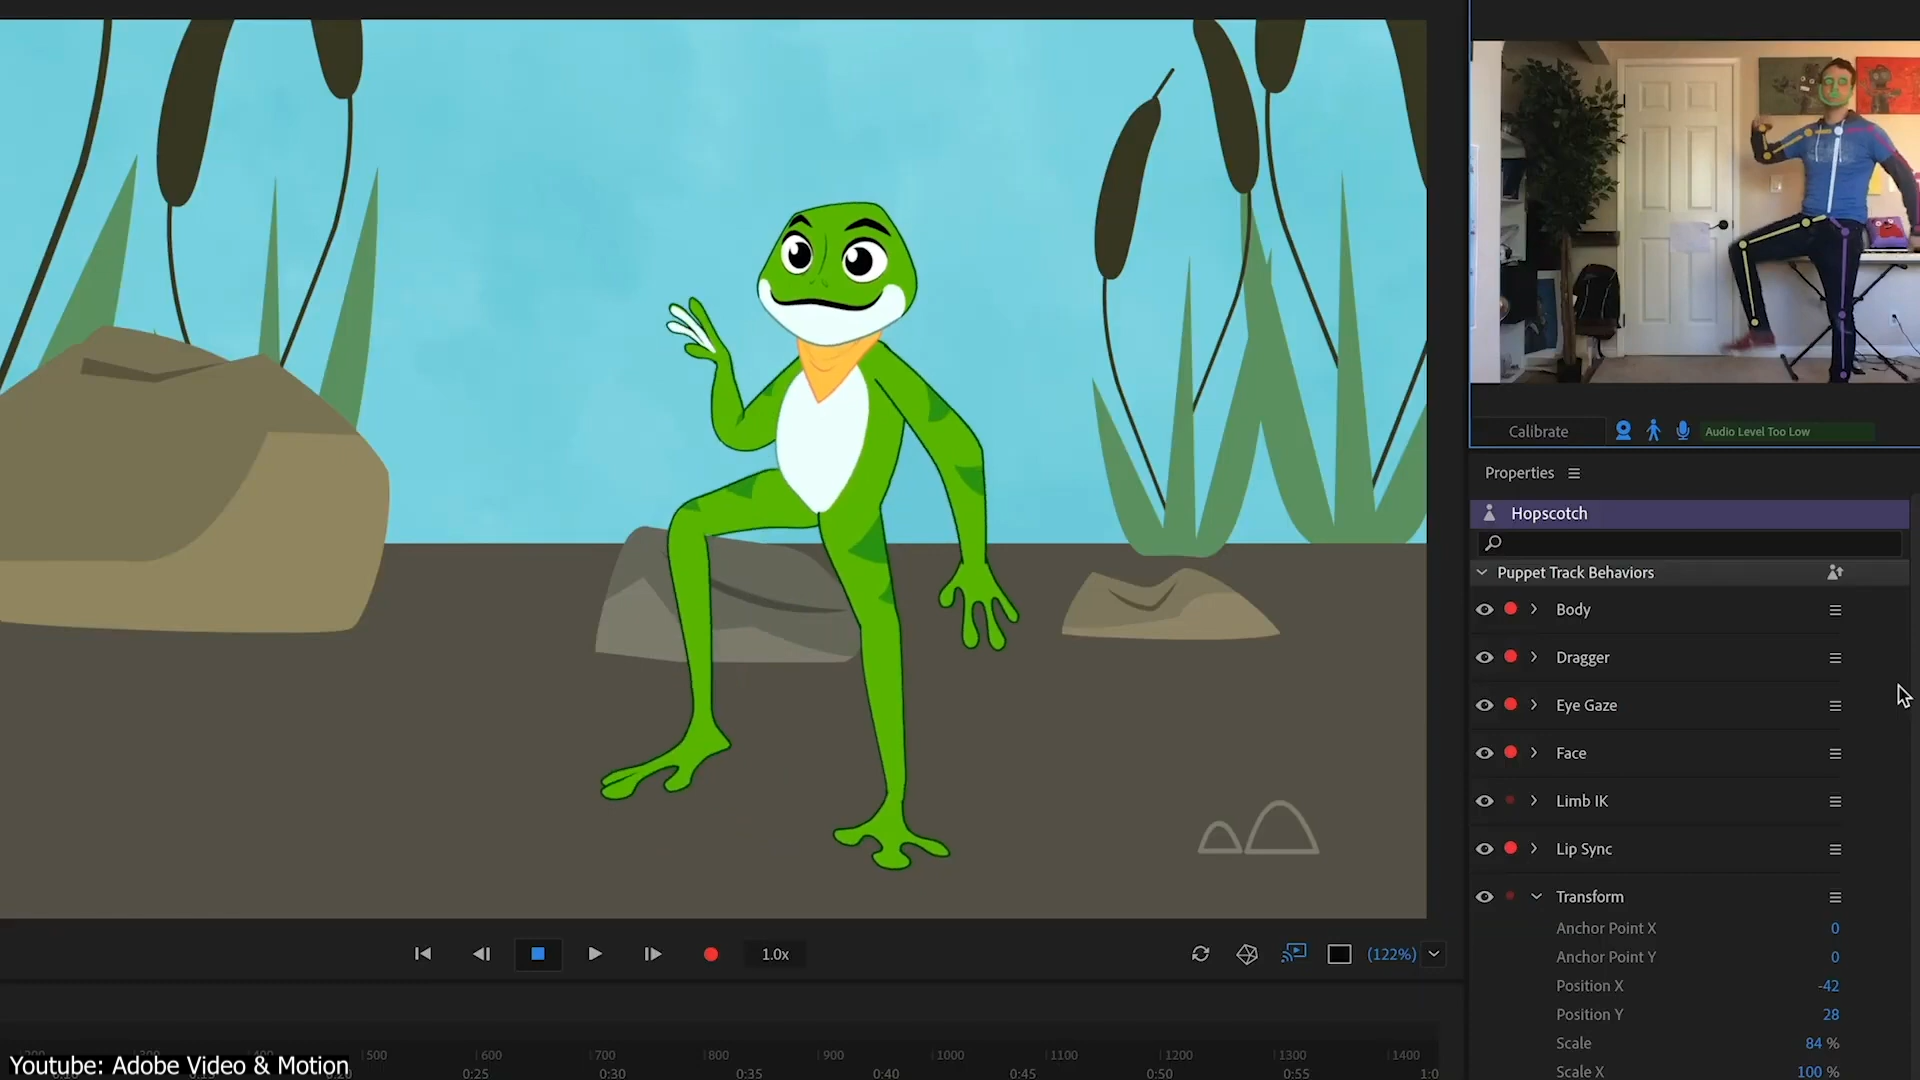 Calibrate
Audio Level Too Low
Properties
Hopscotch
Puppet Track Behaviors
Body
Dragger
Eye Gaze
Face
Limb IK
Lip Sync
Transform
Anchor Point X 0
Anchor Point Y 0
Position X -42
Position Y 28
Scale 84 %
Scale X 100 %
1.0x
(122%)
500 600 700 800 900 1000 1100 1200 1300 1400
0:25 0:30 0:35 0:40 0:45 0:50 0:55 1:0
Youtube: Adobe Video & Motion